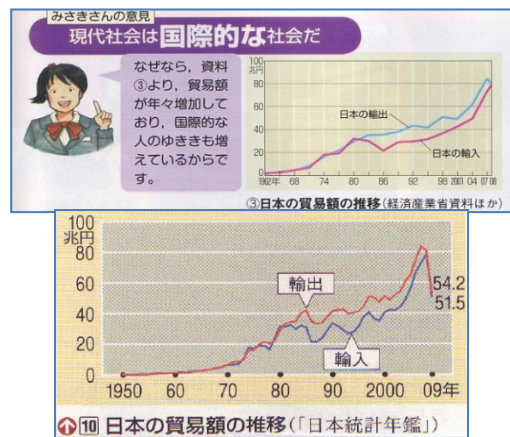 みさきさんの意見
現代社会は国際的な社会だ
なぜなら，資料
③より，貿易額
が年々増加して
おり，国際的な
人のゆききも増
えているからで
す。
100
兆円
80
60
40
20
0
日本の輸出
日本の輸入
1962年 68 74 80 86 92 98 2001 04 07 08
③日本の貿易額の推移(経済産業省資料ほか)
100
兆円
80
60
40
20
0
輸出
輸入
54.2
51.5
1950 60 70 80 90 2000 09年
10 日本の貿易額の推移(「日本統計年鑑」)